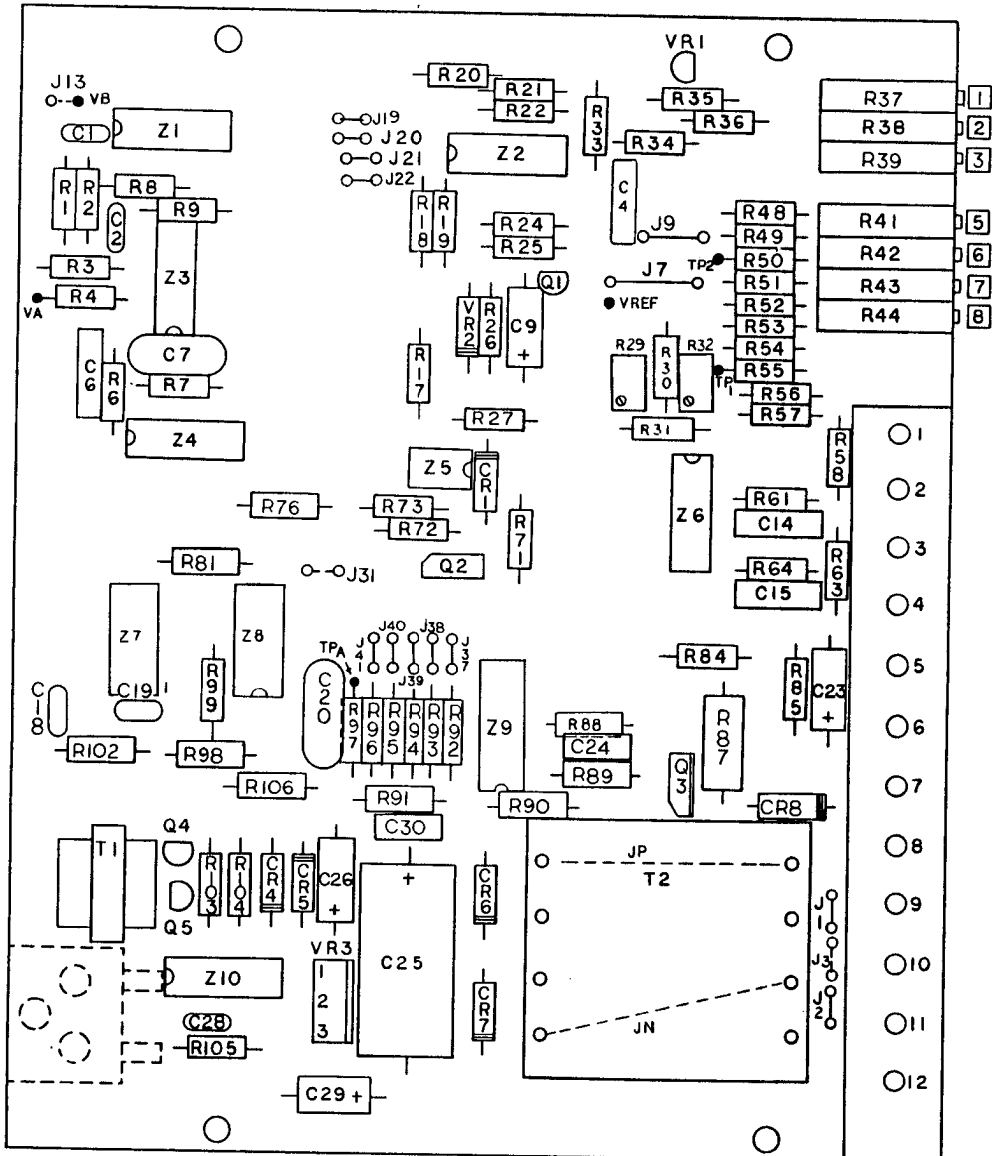 VR1
R20
J13
VB
R21
R22
R33
R35
R36
R34
R37
1
R38
2
R39
3
C1
Z1
J19
J20
J21
J22
Z2
C4
R1
R2
R8
R9
C2
R18
R19
R24
R25
J9
R48
R49
R50
R51
R52
R53
R54
R55
R56
R57
R41
5
R42
6
R43
7
R44
8
R3
R4
VA
Z3
C7
R7
C6
R6
Z4
Q1
VR2
R26
C9
+
R17
R27
J7
TP2
VREF
R29
R30
R32
TP1
R31
Z5
CR1
R76
R73
R72
R71
Q2
Z6
R58
R61
C14
R64
C15
R63
1
2
3
4
5
6
7
8
9
10
11
12
R81
J31
Z7
Z8
TPA
J41
J40
J38
J37
J39
C18
C19
R99
C20
R97
R96
R95
R94
R93
R92
Z9
R84
R85
C23
+
R102
R98
R106
R91
C30
R88
C24
R89
R90
Q3
R87
CR8
T1
Q4
Q5
R103
R104
CR4
CR5
C26
+
C25
+
CR6
CR7
JP
T2
JN
J1
J3
J2
VR3
1
2
3
Z10
C28
R105
C29 +